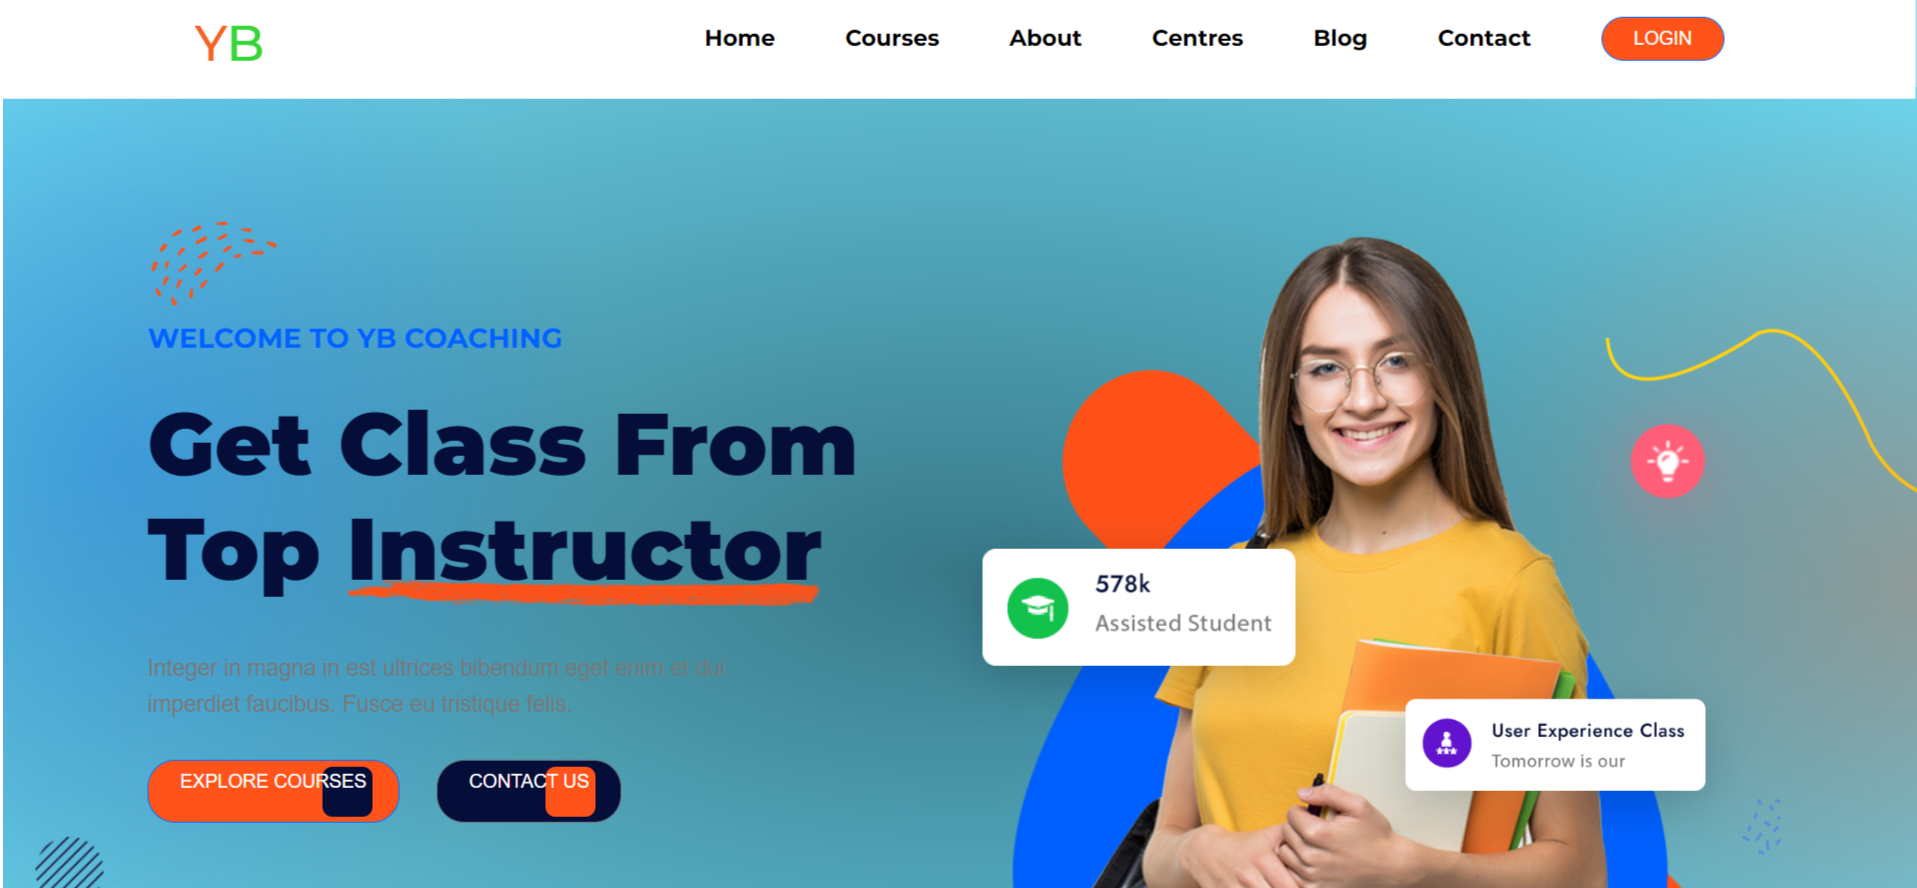 YB
Home Courses About Centres Blog Contact LOGIN
WELCOME TO YB COACHING
Get Class From
Top Instructor
578k
Assisted Student
Integer in magna in est ultrices bibendum eget enim et dui
imperdiet faucibus. Fusce eu tristique felis.
User Experience Class
Tomorrow is our
EXPLORE COURSES CONTACT US